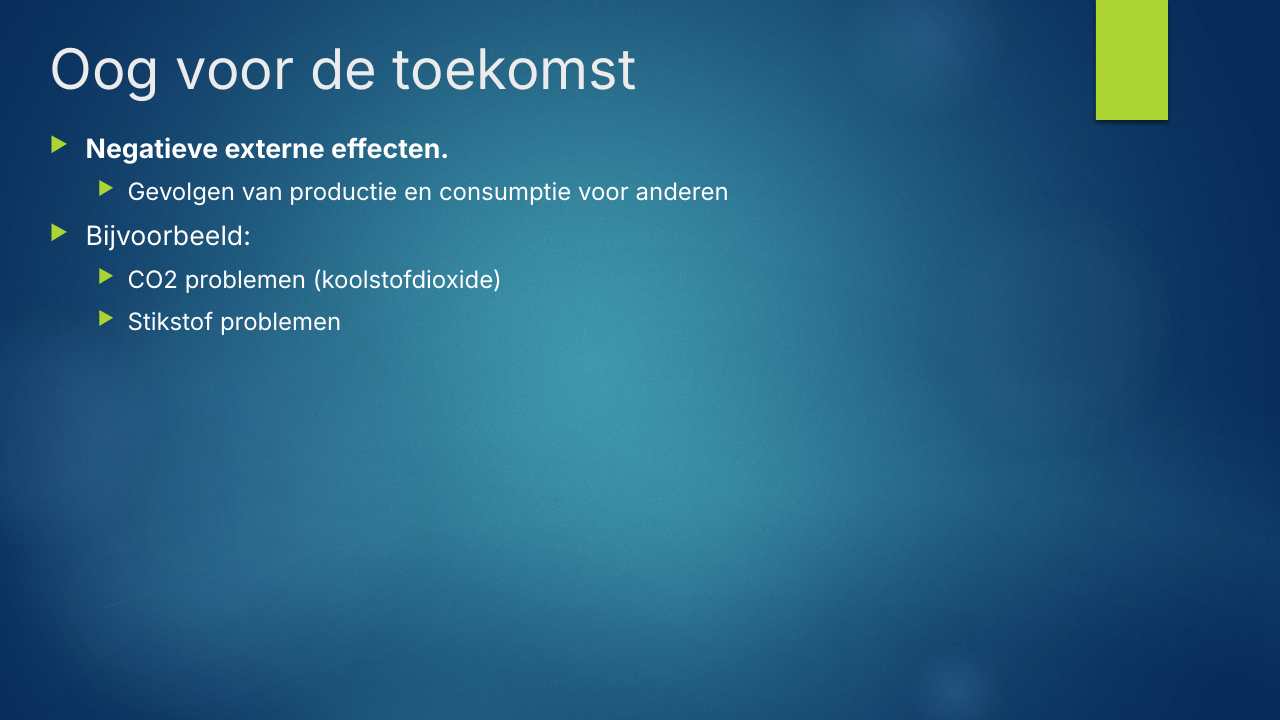 Oog voor de toekomst
Negatieve externe effecten.
Gevolgen van productie en consumptie voor anderen
Bijvoorbeeld:
CO2 problemen (koolstofdioxide)
Stikstof problemen